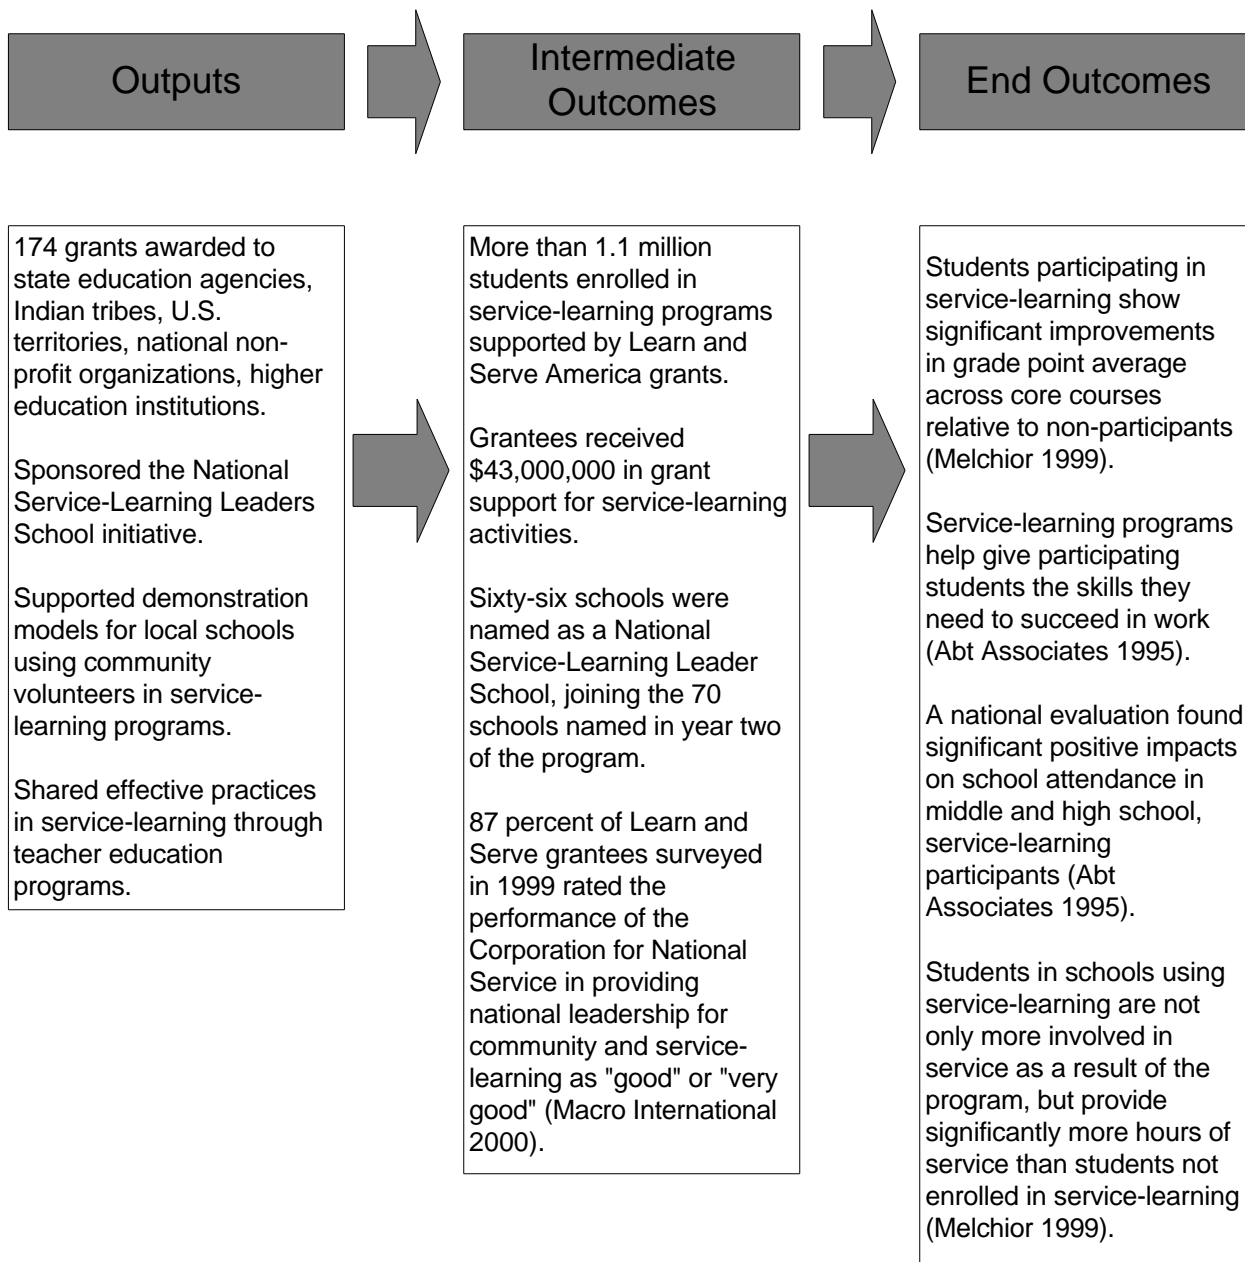 Outputs
Intermediate
Outcomes
End Outcomes
174 grants awarded to
state education agencies,
Indian tribes, U.S.
territories, national non-
profit organizations, higher
education institutions.
Sponsored the National
Service-Learning Leaders
School initiative.
Supported demonstration
models for local schools
using community
volunteers in service-
learning programs.
Shared effective practices
in service-learning through
teacher education
programs.
More than 1.1 million
students enrolled in
service-learning programs
supported by Learn and
Serve America grants.
Grantees received
$43,000,000 in grant
support for service-learning
activities.
Sixty-six schools were
named as a National
Service-Learning Leader
School, joining the 70
schools named in year two
of the program.
87 percent of Learn and
Serve grantees surveyed
in 1999 rated the
performance of the
Corporation for National
Service in providing
national leadership for
community and service-
learning as "good" or "very
good" (Macro International
2000).
Students participating in
service-learning show
significant improvements
in grade point average
across core courses
relative to non-participants
(Melchior 1999).
Service-learning programs
help give participating
students the skills they
need to succeed in work
(Abt Associates 1995).
A national evaluation found
significant positive impacts
on school attendance in
middle and high school,
service-learning
participants (Abt
Associates 1995).
Students in schools using
service-learning are not
only more involved in
service as a result of the
program, but provide
significantly more hours of
service than students not
enrolled in service-learning
(Melchior 1999).